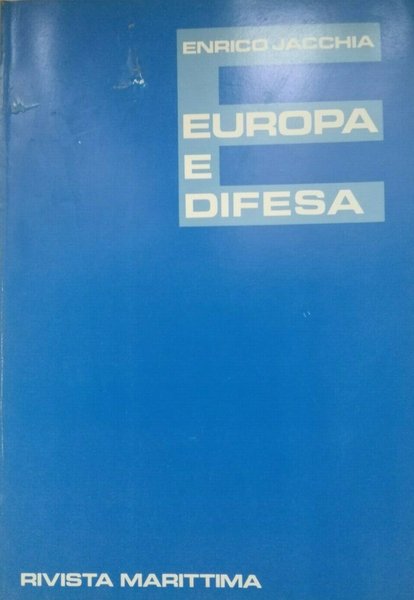 ENRICO JACCHIA
EUROPA
E
DIFESA
RIVISTA MARITTIMA